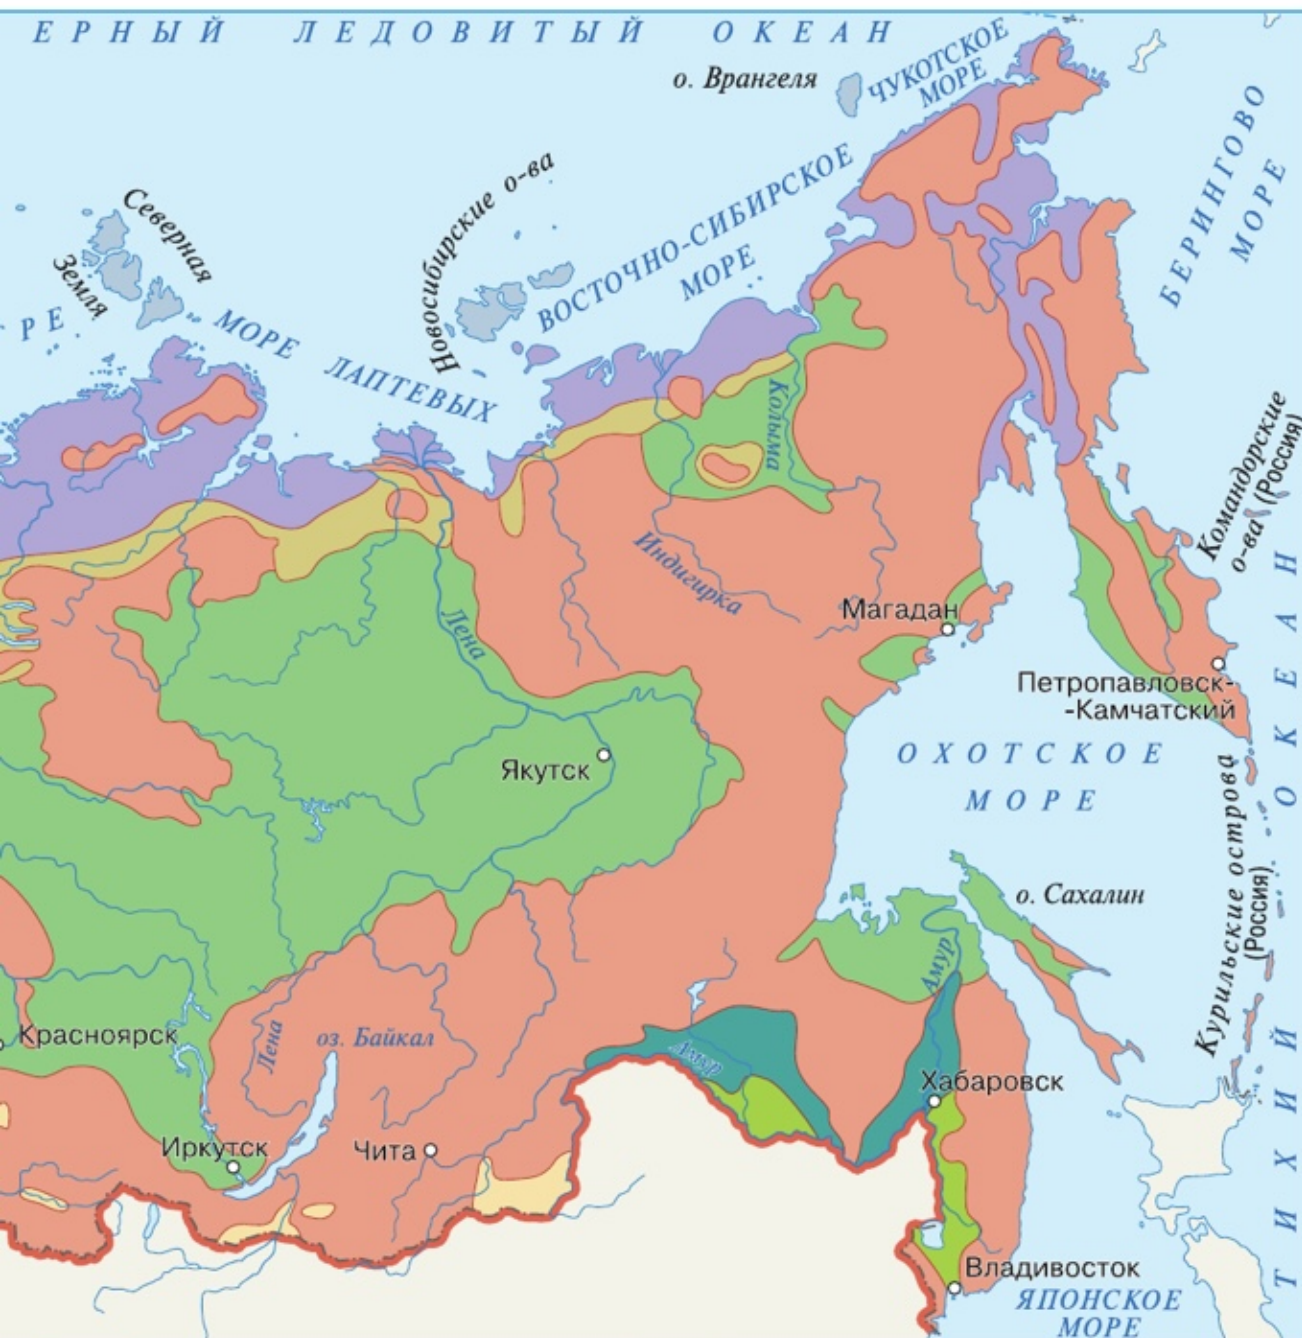 ЕРНЫЙ ЛЕДОВИТЫЙ ОКЕАН
о. Врангеля
ЧУКОТСКОЕ
МОРЕ
БЕРИНГОВО
МОРЕ
Северная
Земля
Новосибирские о-ва
ВОСТОЧНО-СИБИРСКОЕ
МОРЕ
РЕ
МОРЕ ЛАПТЕВЫХ
Колыма
Командорские
о-ва (Россия)
Индигирка
Лена
Магадан
Петропавловск-
-Камчатский
Якутск
ОХОТСКОЕ
МОРЕ
Курильские острова
(Россия)
ТИХИЙ ОКЕАН
о. Сахалин
Амур
Красноярск
Лена
оз. Байкал
Амур
Хабаровск
Иркутск
Чита
Владивосток
ЯПОНСКОЕ
МОРЕ